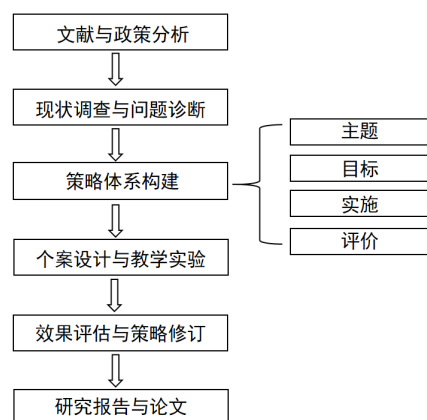 文献与政策分析
现状调查与问题诊断
策略体系构建
主题
目标
实施
评价
个案设计与教学实验
效果评估与策略修订
研究报告与论文